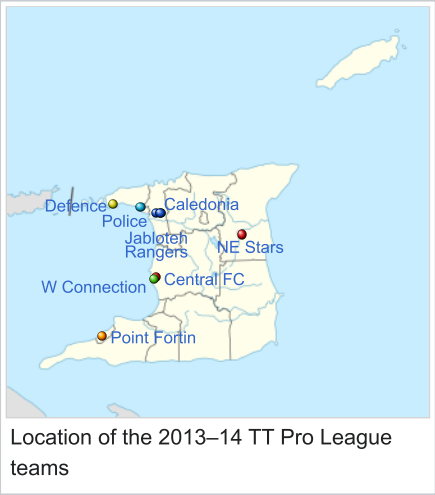 Defence
Caledonia
Police
Jabloteh
Rangers
NE Stars
Central FC
W Connection
Point Fortin
Location of the 2013–14 TT Pro League
teams